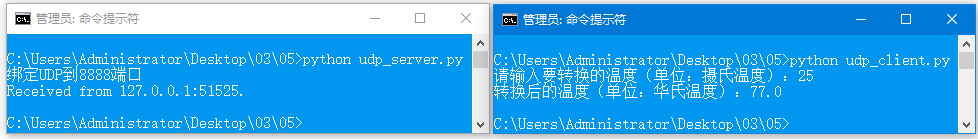 管理员: 命令提示符
C:\Users\Administrator\Desktop\03\05>python udp_server.py
绑定UDP到8888端口
Received from 127.0.0.1:51525.
C:\Users\Administrator\Desktop\03\05>
管理员: 命令提示符
C:\Users\Administrator\Desktop\03\05>python udp_client.py
请输入要转换的温度（单位：摄氏温度）：25
转换后的温度（单位：华氏温度）：77.0
C:\Users\Administrator\Desktop\03\05>